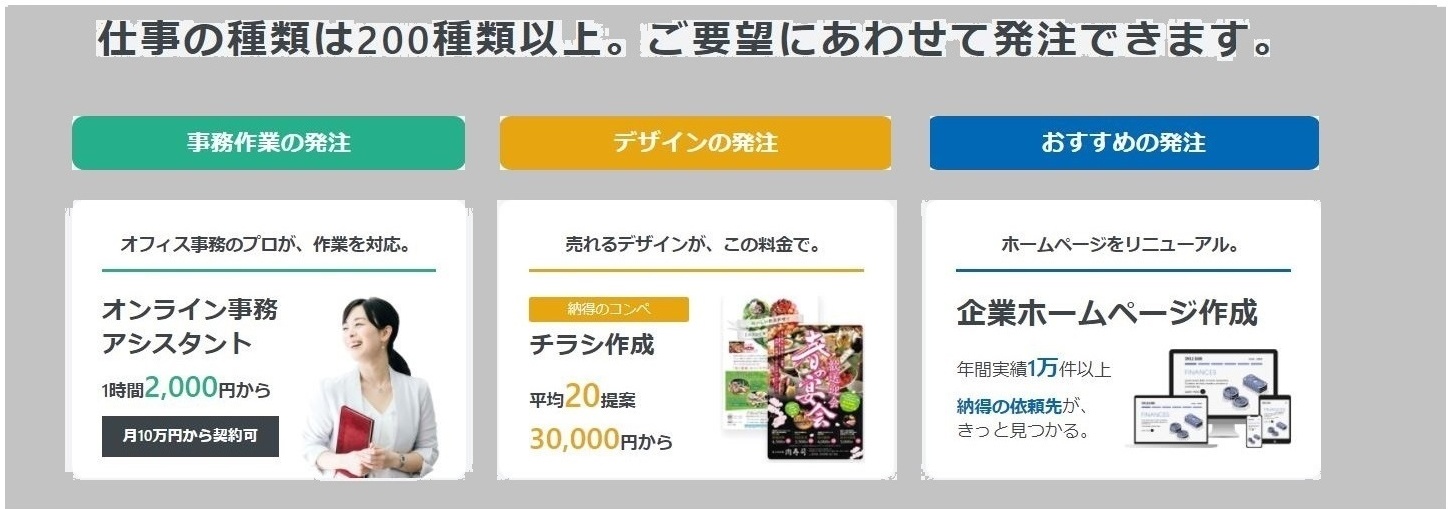 仕事の種類は200種類以上。ご要望にあわせて発注できます。
事務作業の発注
オフィス事務のプロが、作業を対応。
オンライン事務
アシスタント
1時間2,000円から
月10万円から契約可
デザインの発注
売れるデザインが、この料金で。
納得のコンペ
チラシ作成
平均20提案
30,000円から
春の宴会
肉寿司
おすすめの発注
ホームページをリニューアル。
企業ホームページ作成
年間実績1万件以上
納得の依頼先が、
きっと見つかる。
FINANCES
FINANCES